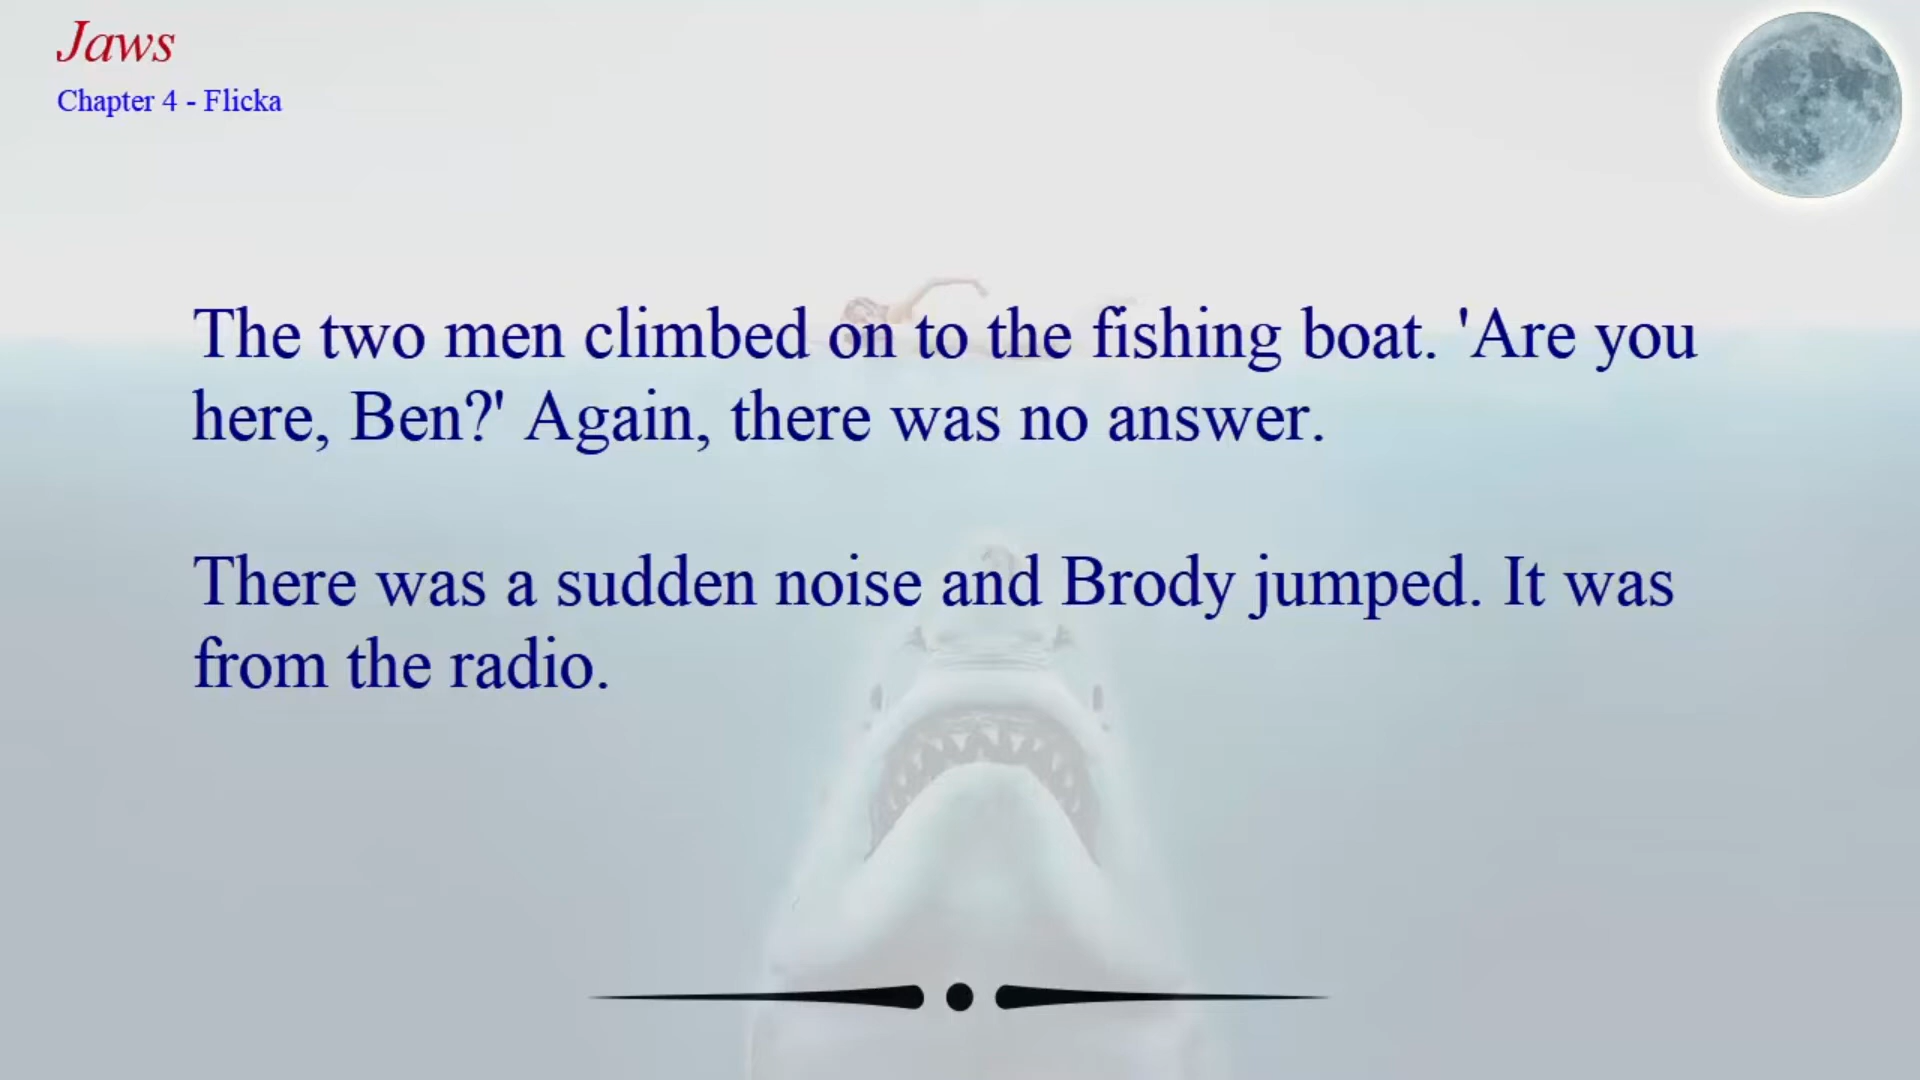 Jaws
Chapter 4 - Flicka
The two men climbed on to the fishing boat. 'Are you
here, Ben?' Again, there was no answer.
There was a sudden noise and Brody jumped. It was
from the radio.